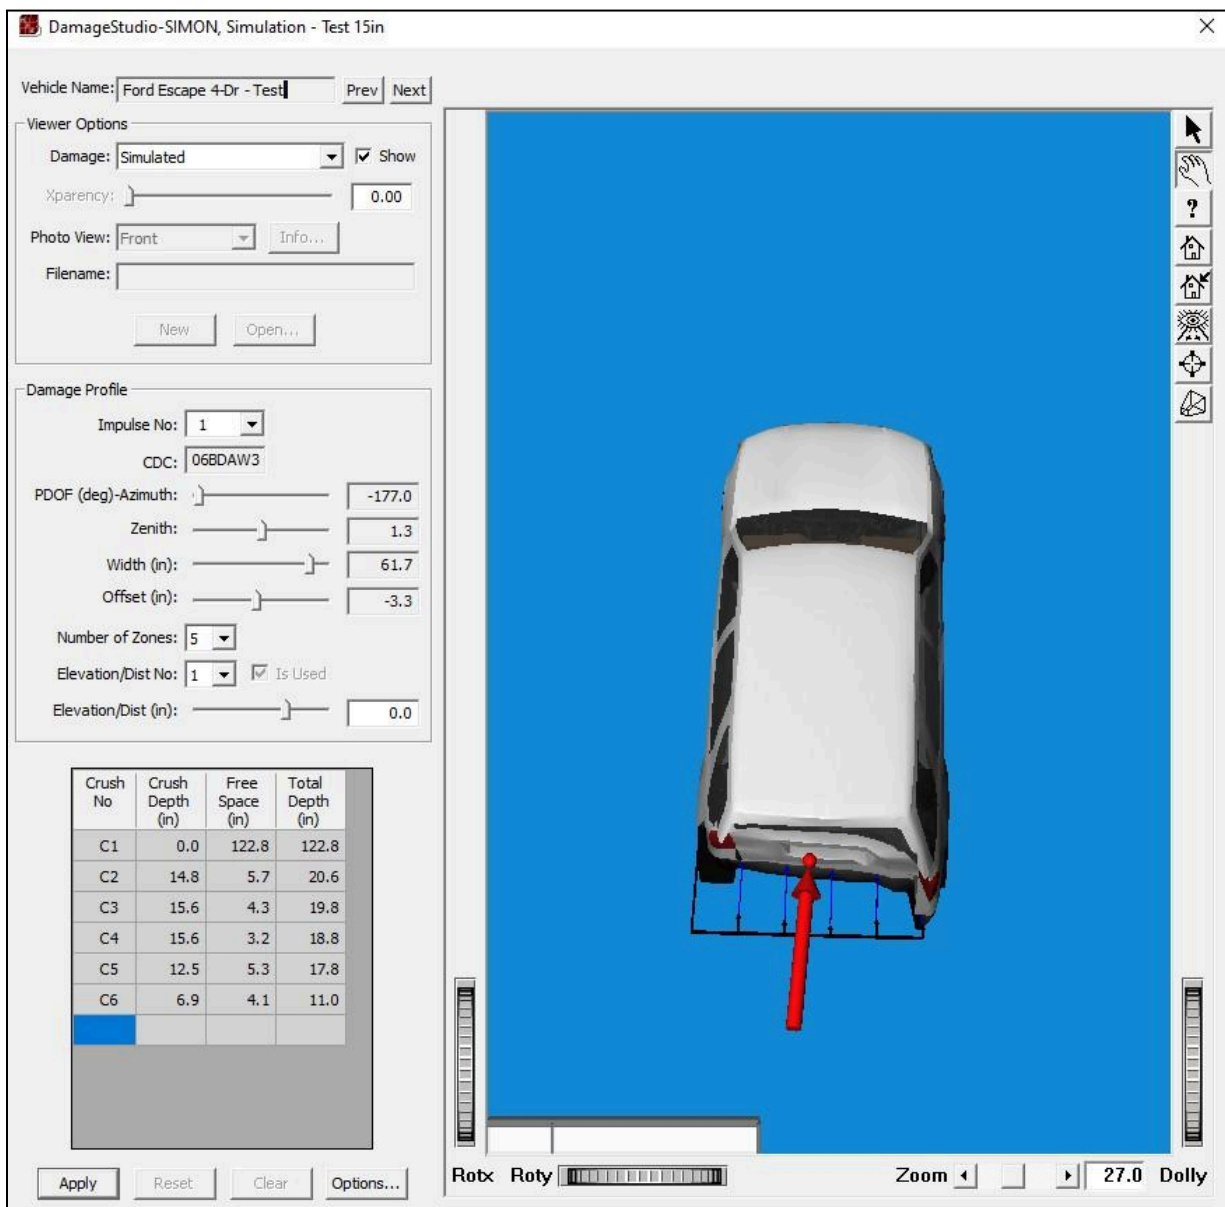 DamageStudio-SIMON, Simulation - Test 15in
Vehicle Name: Ford Escape 4-Dr - Test Prev Next
Viewer Options
Damage: Simulated Show
Xparency: 0.00
Photo View: Front Info...
Filename:
New Open...
Damage Profile
Impulse No: 1
CDC: 06BDAW3
PDOF (deg)-Azimuth: -177.0
Zenith: 1.3
Width (in): 61.7
Offset (in): -3.3
Number of Zones: 5
Elevation/Dist No: 1 Is Used
Elevation/Dist (in): 0.0
Crush No Crush Depth (in) Free Space (in) Total Depth (in)
C1 0.0 122.8 122.8
C2 14.8 5.7 20.6
C3 15.6 4.3 19.8
C4 15.6 3.2 18.8
C5 12.5 5.3 17.8
C6 6.9 4.1 11.0
Apply Reset Clear Options...
?
Rotx Roty Zoom 27.0 Dolly